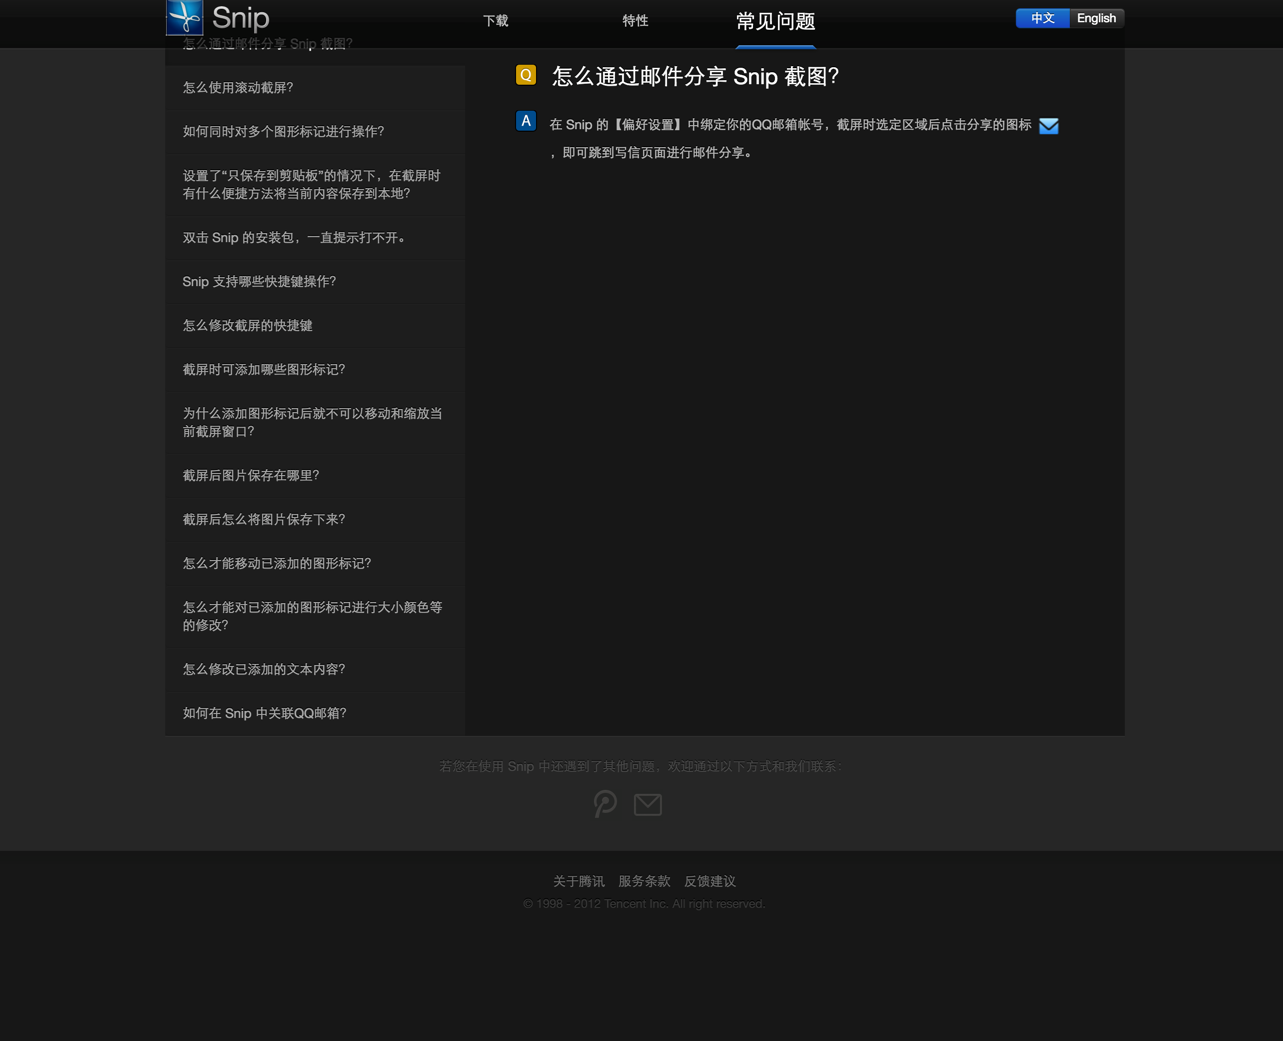 Snip
下载
特性
常见问题
中文
English
怎么通过邮件分享 Snip 截图?
怎么使用滚动截屏?
如何同时对多个图形标记进行操作?
设置了“只保存到剪贴板”的情况下，在截屏时
有什么便捷方法将当前内容保存到本地?
双击 Snip 的安装包，一直提示打不开。
Snip 支持哪些快捷键操作?
怎么修改截屏的快捷键
截屏时可添加哪些图形标记?
为什么添加图形标记后就不可以移动和缩放当
前截屏窗口?
截屏后图片保存在哪里?
截屏后怎么将图片保存下来?
怎么才能移动已添加的图形标记?
怎么才能对已添加的图形标记进行大小颜色等
的修改?
怎么修改已添加的文本内容?
如何在 Snip 中关联QQ邮箱?
Q 怎么通过邮件分享 Snip 截图?
A 在 Snip 的【偏好设置】中绑定你的QQ邮箱帐号，截屏时选定区域后点击分享的图标
，即可跳到写信页面进行邮件分享。
若您在使用 Snip 中还遇到了其他问题，欢迎通过以下方式和我们联系:
关于腾讯 服务条款 反馈建议
© 1998 - 2012 Tencent Inc. All right reserved.